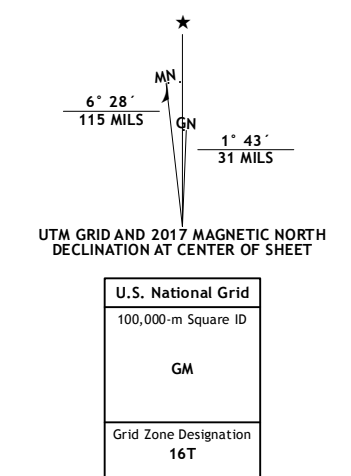 ★
MN
GN
6° 28´
115 MILS
1° 43´
31 MILS
UTM GRID AND 2017 MAGNETIC NORTH
DECLINATION AT CENTER OF SHEET
U.S. National Grid
100,000-m Square ID
GM
Grid Zone Designation
16T